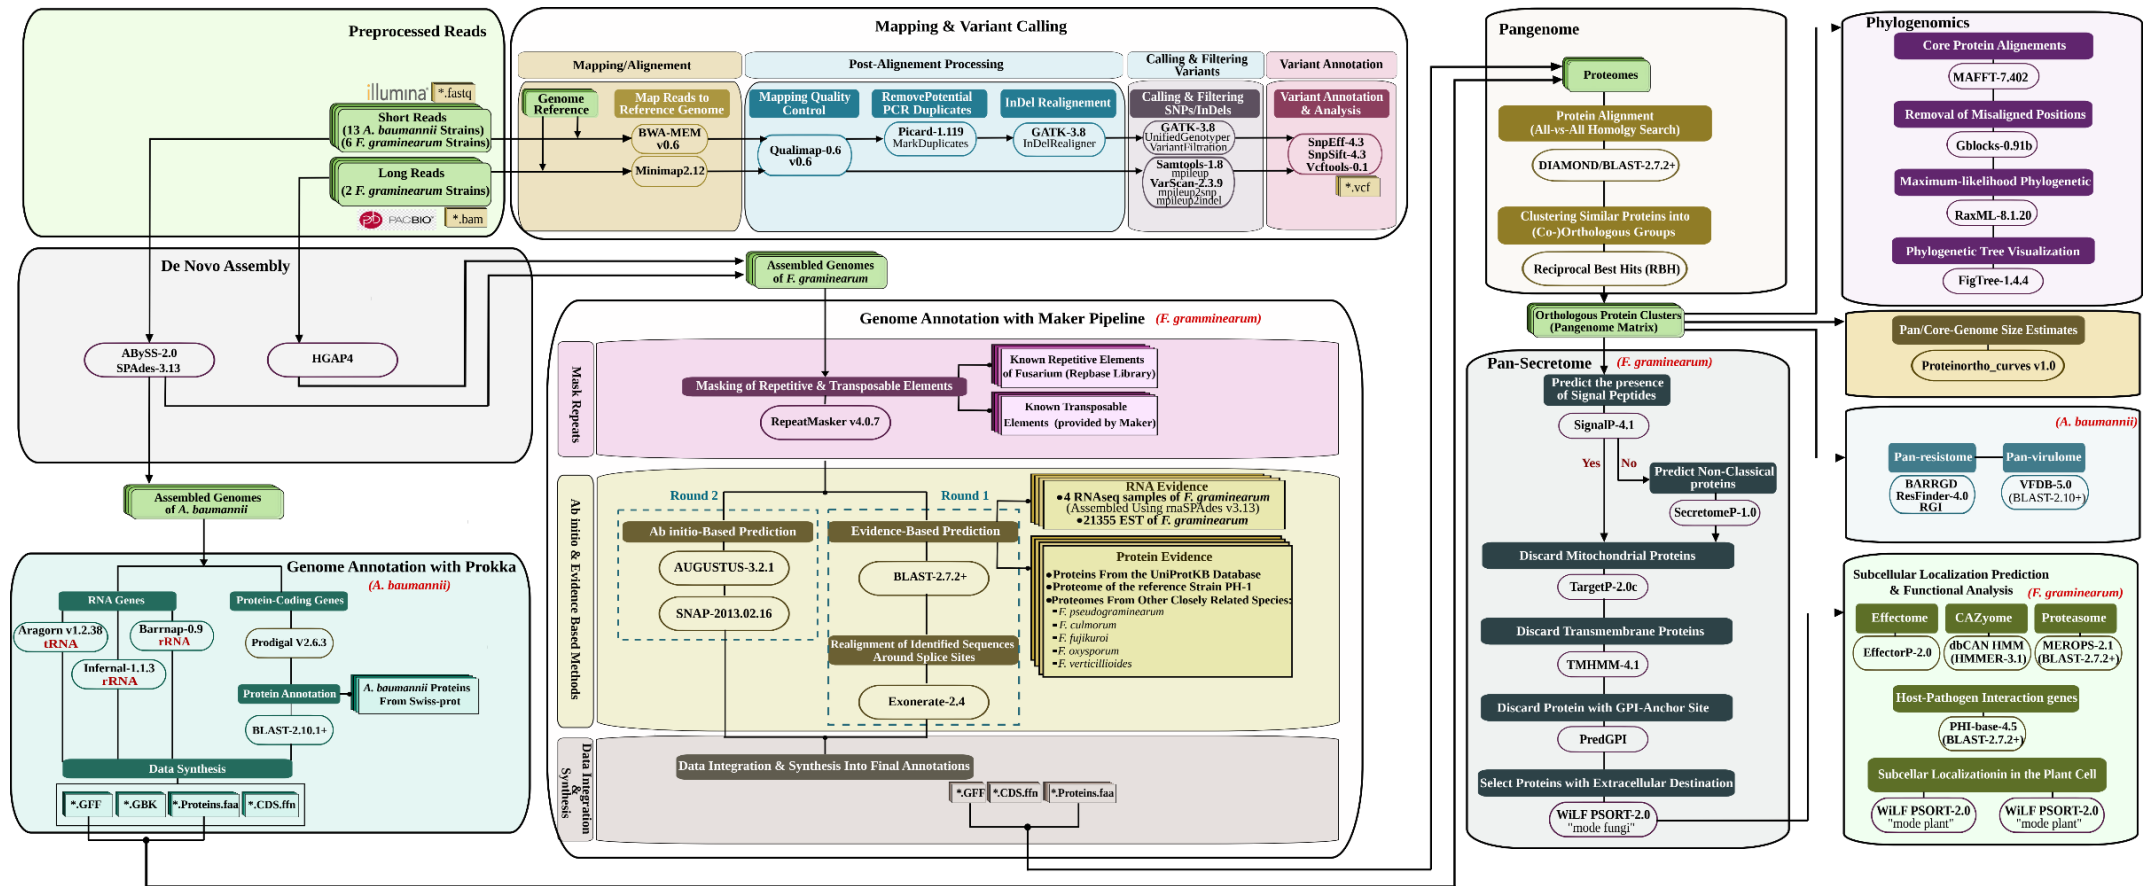 Preprocessed Reads
illumina
*.fastq
Short Reads
(13 A. baumannii Strains)
(6 F. graminearum Strains)
Long Reads
(2 F. graminearum Strains)
PACBIO
*.bam
Mapping & Variant Calling
Mapping/Alignement
Post-Alignement Processing
Calling & Filtering
Variants
Variant Annotation
Genome
Reference
Map Reads to
Reference Genome
BWA-MEM
v0.6
Minimap2.12
Mapping Quality
Control
Qualimap-0.6
v0.6
RemovePotential
PCR Duplicates
Picard-1.119
MarkDuplicates
InDel Realignement
GATK-3.8
InDelRealigner
Calling & Filtering
SNPs/InDels
GATK-3.8
UnifiedGenotyper
VariantFiltration
Samtools-1.8
mpileup
VarScan-2.3.9
mpileup2snp
mpileup2indel
Variant Annotation
& Analysis
SnpEff-4.3
SnpSift-4.3
Vcftools-0.1
*.vcf
De Novo Assembly
ABySS-2.0
SPAdes-3.13
HGAP4
Assembled Genomes
of F. graminearum
Assembled Genomes
of A. baumannii
Genome Annotation with Prokka
(A. baumannii)
RNA Genes
Protein-Coding Genes
Aragorn v1.2.38
tRNA
Barrnap-0.9
rRNA
Infernal-1.1.3
rRNA
Prodigal V2.6.3
Protein Annotation
A. baumannii Proteins
From Swiss-prot
BLAST-2.10.1+
Data Synthesis
*.GFF
*.GBK
*.Proteins.faa
*.CDS.ffn
Genome Annotation with Maker Pipeline
(F. gramminearum)
Mask Repeats
Masking of Repetitive & Transposable Elements
RepeatMasker v4.0.7
Known Repetitive Elements
of Fusarium (Repbase Library)
Known Transposable
Elements (provided by Maker)
Ab initio & Evidence Based Methods
Round 2
Round 1
Ab initio-Based Prediction
AUGUSTUS-3.2.1
SNAP-2013.02.16
Evidence-Based Prediction
BLAST-2.7.2+
Realignment of Identified Sequences
Around Splice Sites
Exonerate-2.4
RNA Evidence
●4 RNAseq samples of F. graminearum
(Assembled Using rnaSPAdes v3.13)
●21355 EST of F. graminearum
Protein Evidence
●Proteins From the UniProtKB Database
●Proteome of the reference Strain PH-1
●Proteomes From Other Closely Related Species:
-F. pseudograminearum
-F. culmorum
-F. fujikuroi
-F. oxysporum
-F. verticillioides
Data Integration
&
Synthesis
Data Integration & Synthesis Into Final Annotations
*.GFF
*.CDS.ffn
*.Proteins.faa
Pangenome
Proteomes
Protein Alignment
(All-vs-All Homolgy Search)
DIAMOND/BLAST-2.7.2+
Clustering Similar Proteins into
(Co-)Orthologous Groups
Reciprocal Best Hits (RBH)
Orthologous Protein Clusters
(Pangenome Matrix)
Pan-Secretome
(F. graminearum)
Predict the presence
of Signal Peptides
SignalP-4.1
Yes
No
Predict Non-Classical
proteins
SecretomeP-1.0
Discard Mitochondrial Proteins
TargetP-2.0c
Discard Transmembrane Proteins
TMHMM-4.1
Discard Protein with GPI-Anchor Site
PredGPI
Select Proteins with Extracellular Destination
WiLF PSORT-2.0
"mode fungi"
Phylogenomics
Core Protein Alignements
MAFFT-7.402
Removal of Misaligned Positions
Gblocks-0.91b
Maximum-likelihood Phylogenetic
RaxML-8.1.20
Phylogenetic Tree Visualization
FigTree-1.4.4
Pan/Core-Genome Size Estimates
Proteinortho_curves v1.0
(A. baumannii)
Pan-resistome
Pan-virulome
BARRGD
ResFinder-4.0
RGI
VFDB-5.0
(BLAST-2.10+)
Subcellular Localization Prediction
& Functional Analysis
(F. graminearum)
Effectome
CAZyome
Proteasome
EffectorP-2.0
dbCAN HMM
(HMMER-3.1)
MEROPS-2.1
(BLAST-2.7.2+)
Host-Pathogen Interaction genes
PHI-base-4.5
(BLAST-2.7.2+)
Subcellar Localizationin in the Plant Cell
WiLF PSORT-2.0
"mode plant"
WiLF PSORT-2.0
"mode plant"